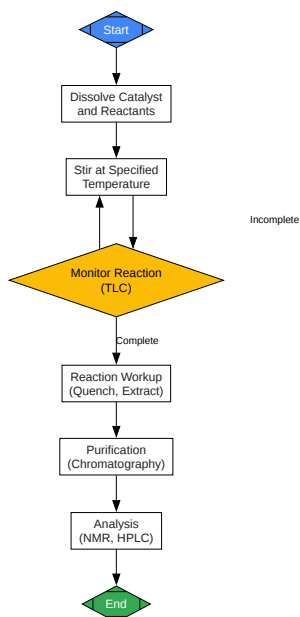 Start
Dissolve Catalyst
and Reactants
Stir at Specified
Temperature
Incomplete
Monitor Reaction
(TLC)
Complete
Reaction Workup
(Quench, Extract)
Purification
(Chromatography)
Analysis
(NMR, HPLC)
End